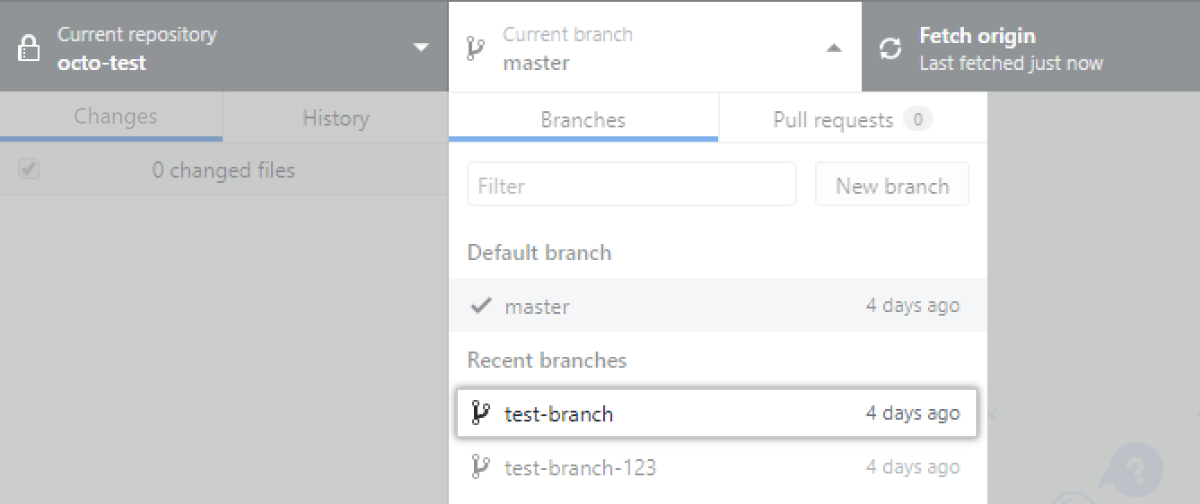 Current repository
octo-test
Current branch
master
Fetch origin
Last fetched just now
Changes
History
0 changed files
Branches
Pull requests 0
Filter
New branch
Default branch
master 4 days ago
Recent branches
test-branch 4 days ago
test-branch-123 4 days ago
?